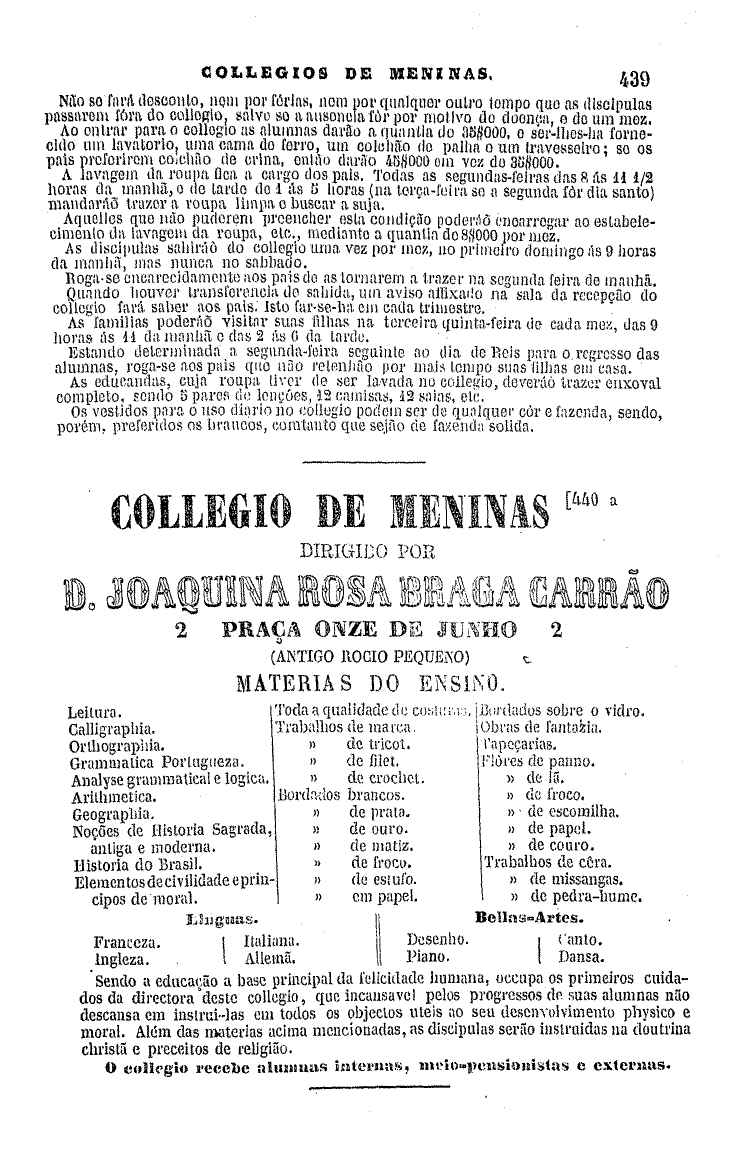 COLLEGIOS DE MENINAS.
439
Não se fará desconto, nem por férias, nem por qualquer outro tempo que as discipulas
passarem fóra do collegio, salvo se a ausencia fôr por motivo de doença, e de um mez.
Ao entrar para o collegio as alumnas darão a quantia de 35$000, e ser-lhes-ha forne-
cido um lavatorio, uma cama de ferro, um colchão de palha e um travesseiro; se os
pais preferirem colchão de crina, então darão 45$000 em vez de 35$000.
A lavagem da roupa fica a cargo dos pais. Todas as segundas-feiras das 8 ás 11 1/2
horas da manhã, e de tarde de 1 ás 5 horas (na terça-feira se a segunda fôr dia santo)
mandaráõ trazer a roupa limpa e buscar a suja.
Aquelles que não puderem preencher esta condição poderáõ encarregar ao estabele-
cimento da lavagem da roupa, etc., mediante a quantia de 8$000 por mez.
As discipulas sahiráõ do collegio uma vez por mez, no primeiro domingo ás 9 horas
da manhã, mas nunca no sabbado.
Roga-se encarecidamente aos pais de as tornarem a trazer na segunda feira de manhã.
Quando houver transferencia de sahida, um aviso affixado na sala da recepção do
collegio fará saber aos pais. Isto far-se-ha em cada trimestre.
As familias poderáõ visitar suas filhas na terceira quinta-feira de cada mez, das 9
horas ás 11 da manhã e das 2 ás 6 da tarde.
Estando determinada a segunda-feira seguinte ao dia de Reis para o regresso das
alumnas, roga-se aos pais que não retenhão por mais tempo suas filhas em casa.
As educandas, cuja roupa tiver de ser lavada no collegio, deveráõ trazer enxoval
completo, sendo 5 pares de lençóes, 12 camisas, 12 saias, etc.
Os vestidos para o uso diario no collegio podem ser de qualquer côr e fazenda, sendo,
porém, preferidos os brancos, comtanto que sejão de fazenda solida.
COLLEGIO DE MENINAS [440 a
DIRIGIDO POR
D. JOAQUINA ROSA BRAGA CARRÃO
2 PRAÇA ONZE DE JUNHO 2
(ANTIGO ROCIO PEQUENO)
MATERIAS DO ENSINO.
Leitura.
Calligraphia.
Orthographia.
Grammatica Portugueza.
Analyse grammatical e logica.
Arithmetica.
Geographia.
Noções de Historia Sagrada,
antiga e moderna.
Historia do Brasil.
Elementos de civilidade e prin-
cipos de moral.
Toda a qualidade de costuras.
Trabalhos de marca.
» de tricot.
» de filet.
» de crochet.
Bordados brancos.
» de prata.
» de ouro.
» de matiz.
» de froco.
» de estufo.
» em papel.
Bordados sobre o vidro.
Obras de fantazia.
Tapeçarias.
Flôres de panno.
» de lã.
» de froco.
» de escomilha.
» de papel.
» de couro.
Trabalhos de cêra.
» de missangas.
» de pedra-hume.
Linguas.
Franceza. Italiana.
Ingleza. Allemã.
Bellas-Artes.
Desenho. Canto.
Piano. Dansa.
Sendo a educação a base principal da felicidade humana, occupa os primeiros cuida-
dos da directora deste collegio, que incansavel pelos progressos de suas alumnas não
descansa em instrui-las em todos os objectos uteis ao seu desenvolvimento physico e
moral. Além das materias acima mencionadas, as discipulas serão instruidas na doutrina
christã e preceitos de religião.
O collegio recebe alumnas internas, meio-pensionistas e externas.